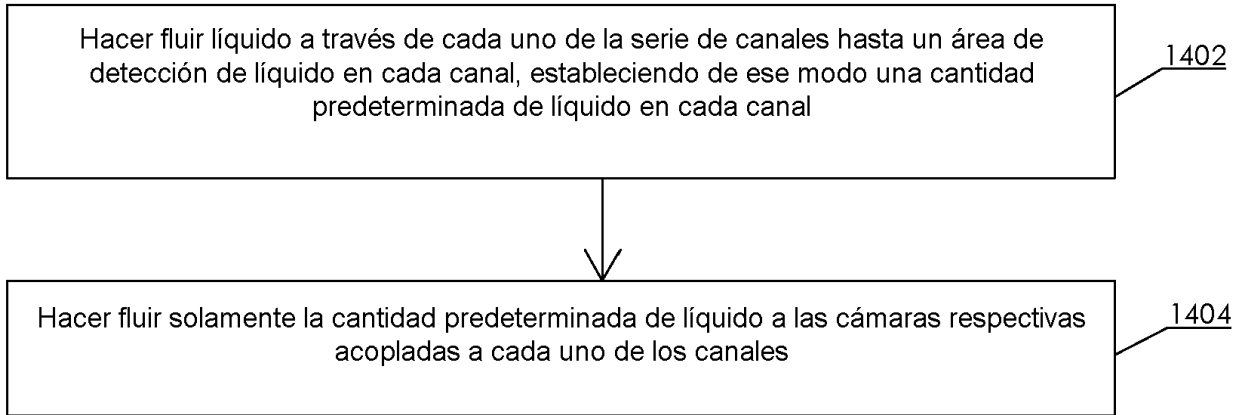 Hacer fluir líquido a través de cada uno de la serie de canales hasta un área de
detección de líquido en cada canal, estableciendo de ese modo una cantidad
predeterminada de líquido en cada canal
1402
Hacer fluir solamente la cantidad predeterminada de líquido a las cámaras respectivas
acopladas a cada uno de los canales
1404